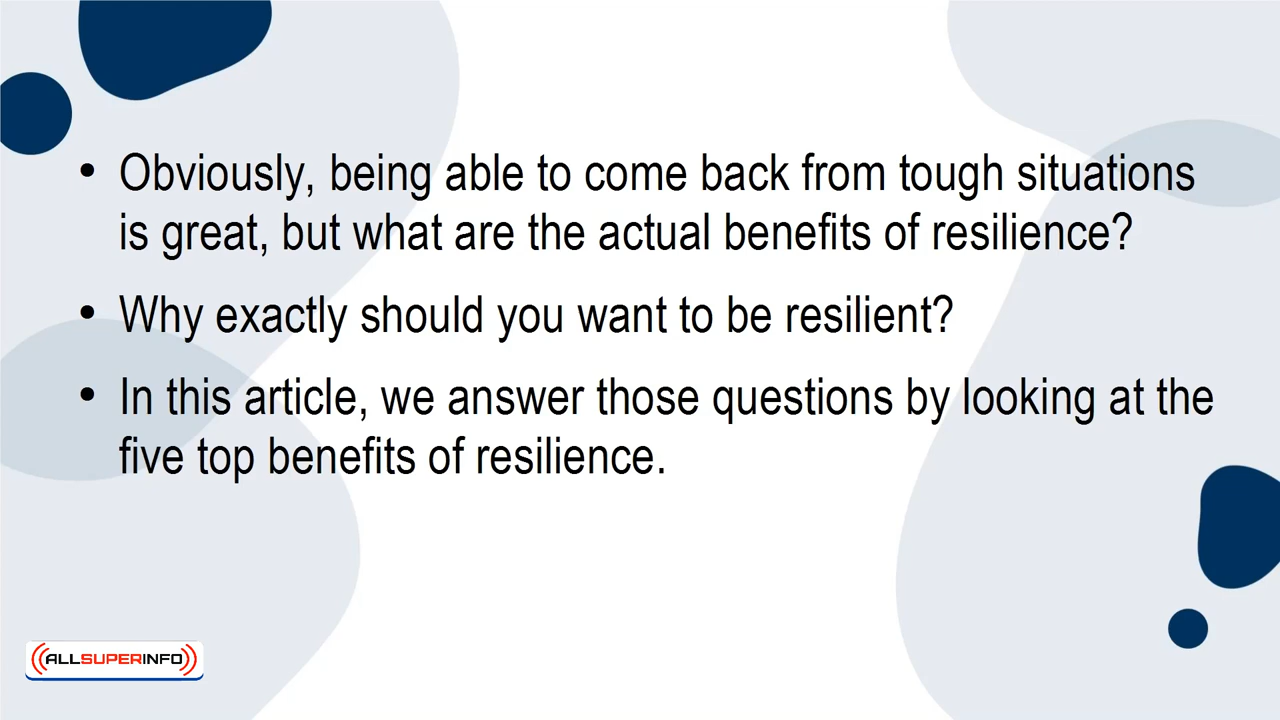 • Obviously, being able to come back from tough situations
is great, but what are the actual benefits of resilience?
• Why exactly should you want to be resilient?
• In this article, we answer those questions by looking at the
five top benefits of resilience.
ALLSUPERINFO